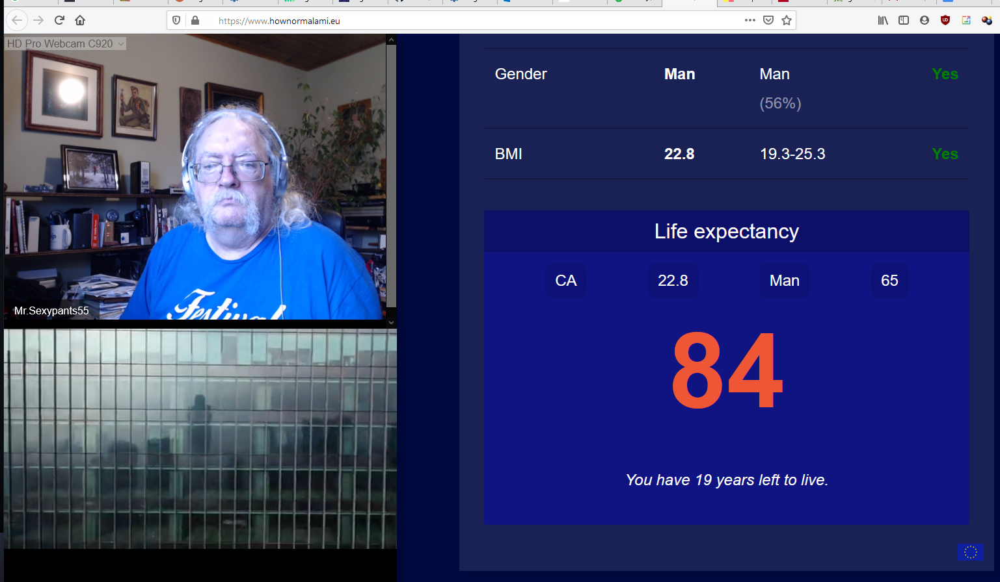 https://www.hownormalami.eu
HD Pro Webcam C920
Festival
Mr.Sexypants55
Gender Man Man Yes
(56%)
BMI 22.8 19.3-25.3 Yes
Life expectancy
CA 22.8 Man 65
84
You have 19 years left to live.